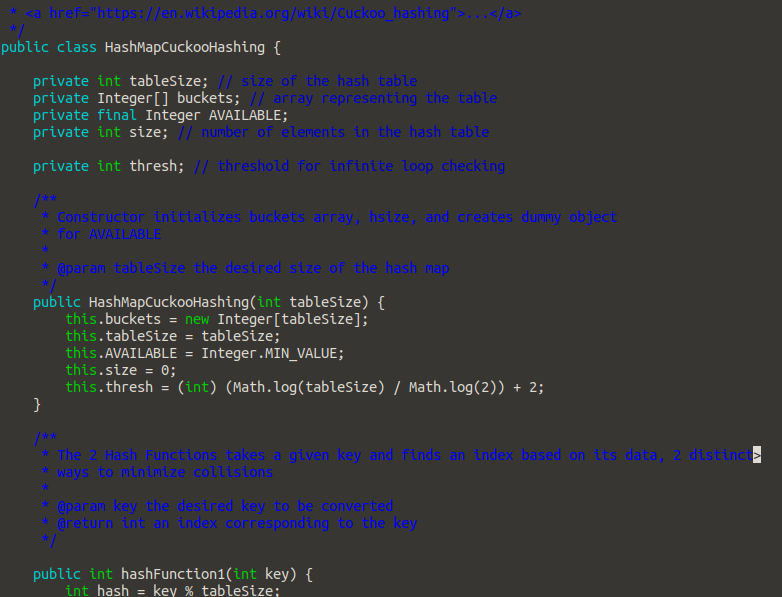 * <a href="https://en.wikipedia.org/wiki/Cuckoo_hashing">...</a>
 */
public class HashMapCuckooHashing {

    private int tableSize; // size of the hash table
    private Integer[] buckets; // array representing the table
    private final Integer AVAILABLE;
    private int size; // number of elements in the hash table

    private int thresh; // threshold for infinite loop checking

    /**
     * Constructor initializes buckets array, hsize, and creates dummy object
     * for AVAILABLE
     *
     * @param tableSize the desired size of the hash map
     */
    public HashMapCuckooHashing(int tableSize) {
        this.buckets = new Integer[tableSize];
        this.tableSize = tableSize;
        this.AVAILABLE = Integer.MIN_VALUE;
        this.size = 0;
        this.thresh = (int) (Math.log(tableSize) / Math.log(2)) + 2;
    }

    /**
     * The 2 Hash Functions takes a given key and finds an index based on its data, 2 distinct>
     * ways to minimize collisions
     *
     * @param key the desired key to be converted
     * @return int an index corresponding to the key
     */

    public int hashFunction1(int key) {
        int hash = key % tableSize;